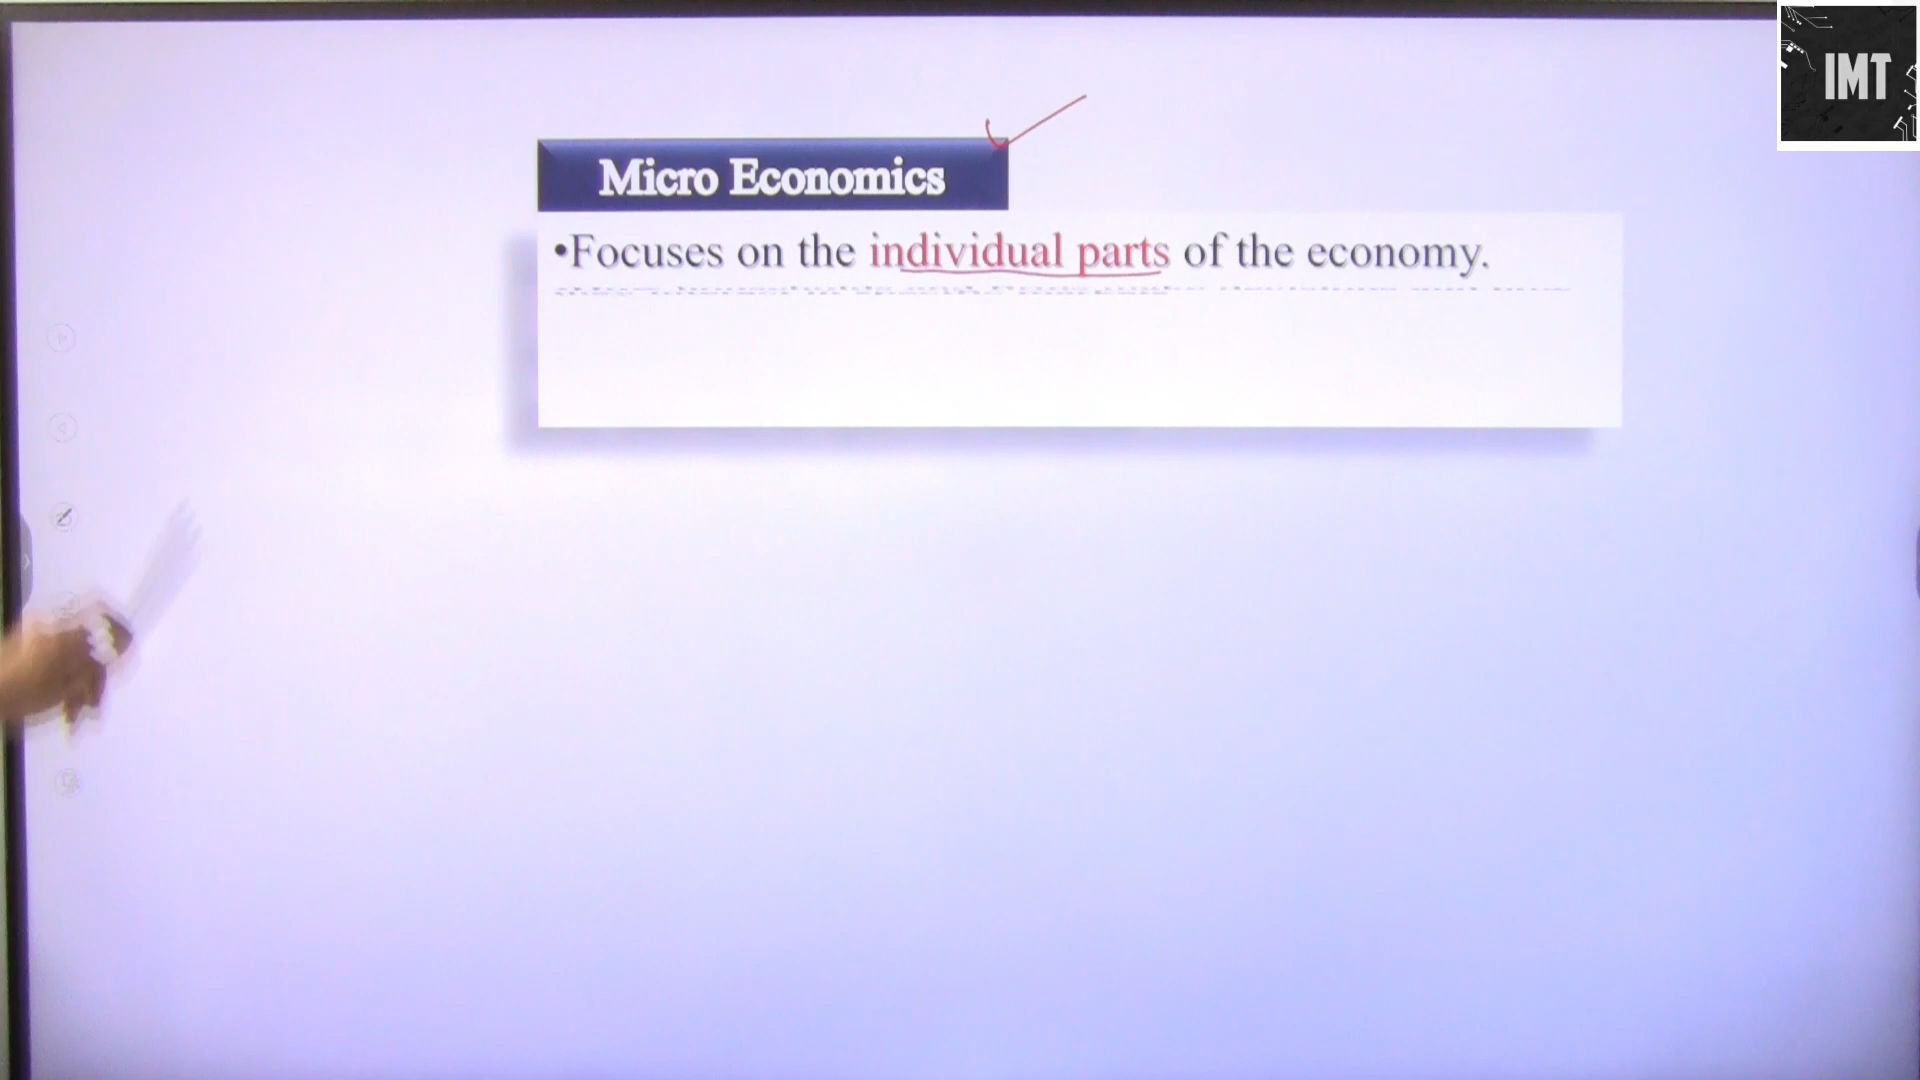 IMT
Micro Economics
•Focuses on the individual parts of the economy.